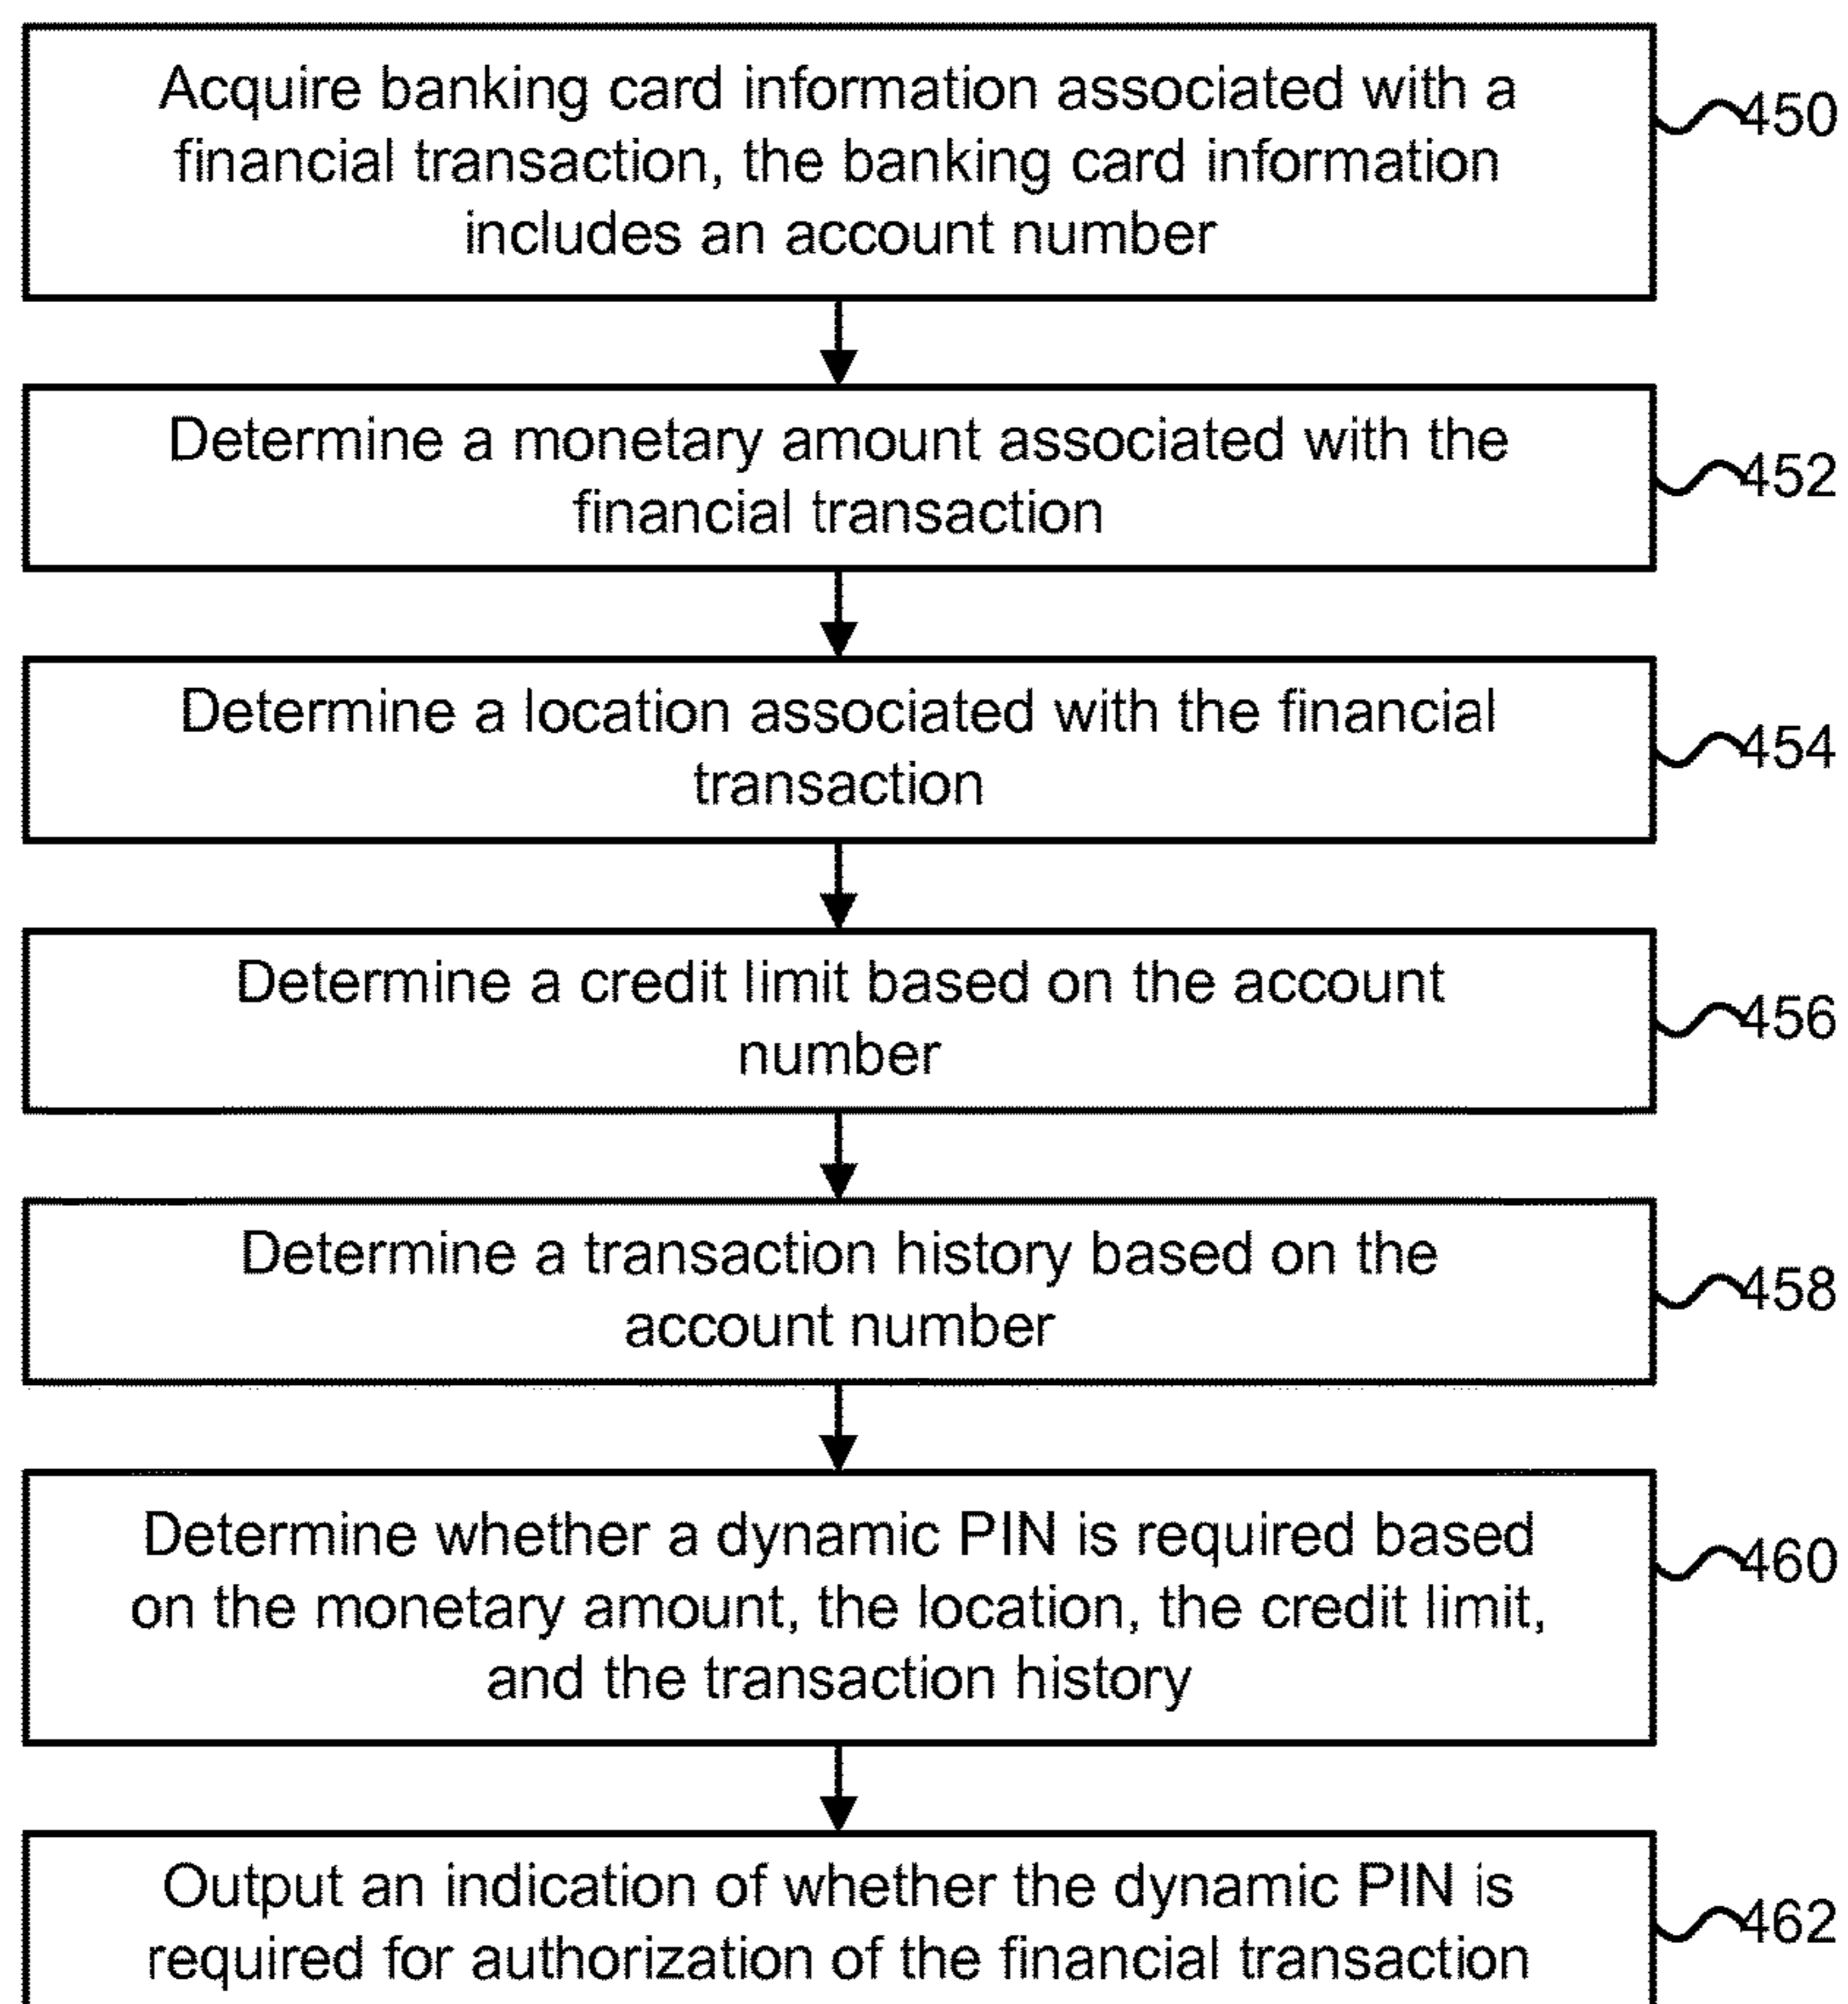 Acquire banking card information associated with a
financial transaction, the banking card information
includes an account number
450
Determine a monetary amount associated with the
financial transaction
452
Determine a location associated with the financial
transaction
454
Determine a credit limit based on the account
number
456
Determine a transaction history based on the
account number
458
Determine whether a dynamic PIN is required based
on the monetary amount, the location, the credit limit,
and the transaction history
460
Output an indication of whether the dynamic PIN is
required for authorization of the financial transaction
462